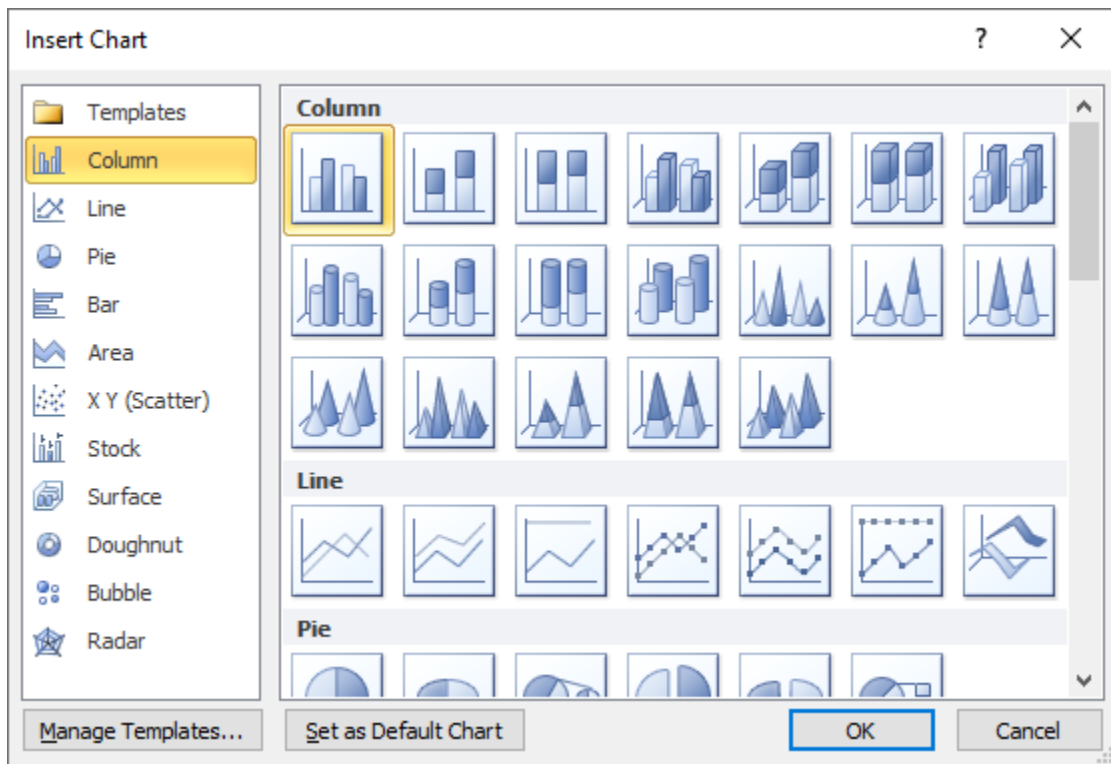 Insert Chart
?
Templates
Column
Line
Pie
Bar
Area
X Y (Scatter)
Stock
Surface
Doughnut
Bubble
Radar
Column
Line
Pie
Manage Templates...
Set as Default Chart
OK
Cancel